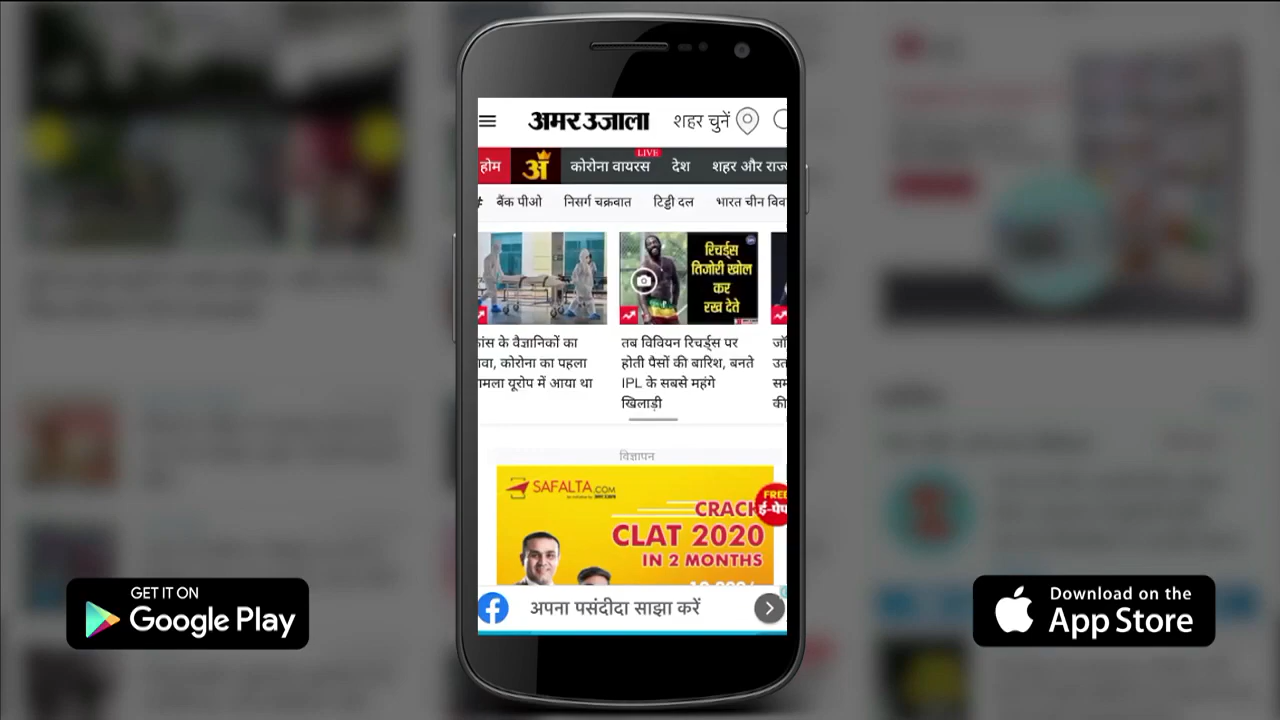 अमर उजाला
शहर चुनें
होम
कोरोना वायरस
LIVE
देश
शहर और राज्
# बैंक पीओ
निसर्ग चक्रवात
टिड्डी दल
भारत चीन विवा
रिचर्ड्स
तिजोरी खोल
कर
रख देते
के वैज्ञानिकों का
कोरोना का पहला
यूरोप में आया था
तब विवियन रिचर्ड्स पर
होती पैसों की बारिश, बनते
IPL के सबसे महंगे
खिलाड़ी
विज्ञापन
SAFALTA.COM
CRACK
CLAT 2020
IN 2 MONTHS
FREE
ई-पेप
अपना पसंदीदा साझा करें
GET IT ON
Google Play
Download on the
App Store